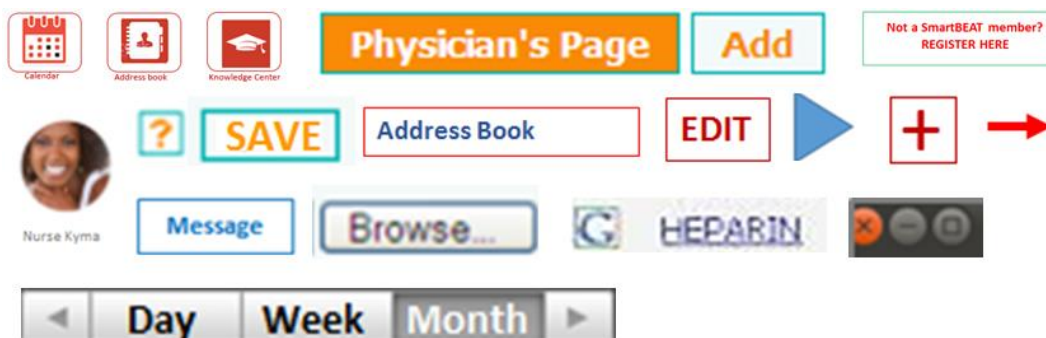 Calendar
Address book
Knowledge Center
Physician's Page
Add
Not a SmartBEAT member?
REGISTER HERE
?
SAVE
Address Book
EDIT
+
Nurse Kyma
Message
Browse...
G HEPARIN
Day Week Month